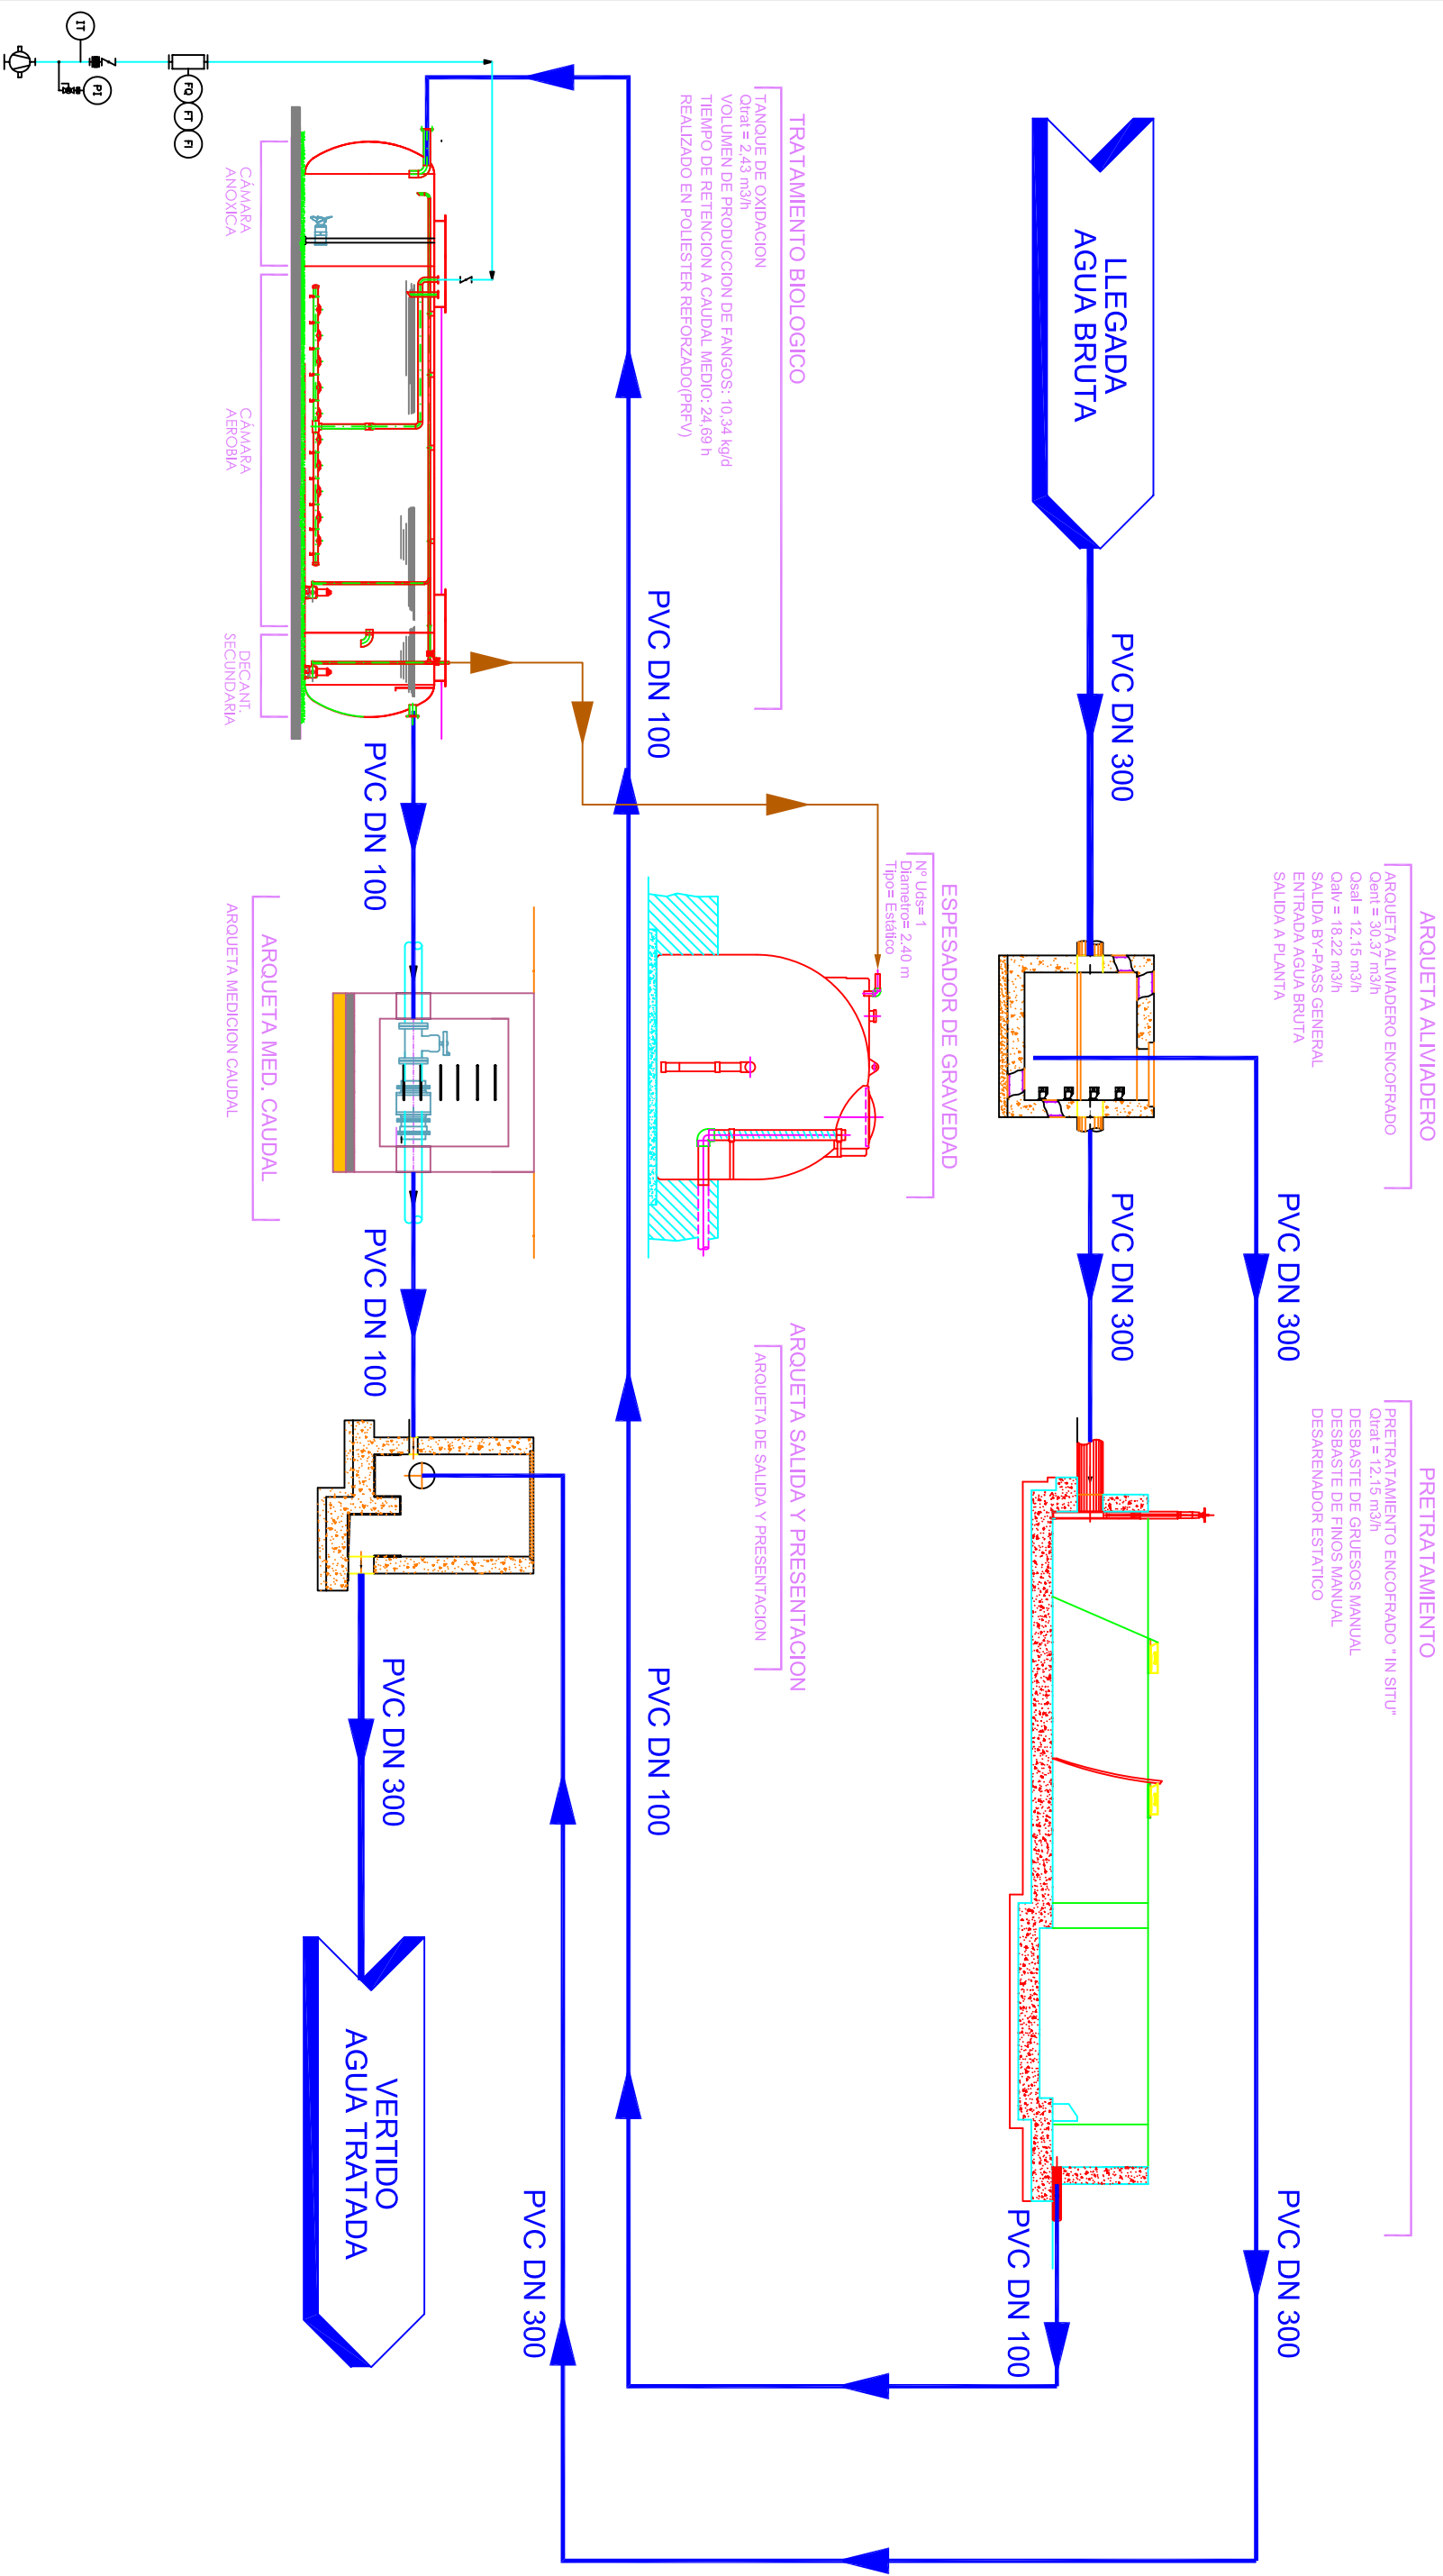 LLEGADA
AGUA BRUTA
PVC DN 300
ARQUETA ALIVIADERO
ARQUETA ALIVIADERO ENCOFRADO
Qent = 30.37 m3/h
Qsal = 12.15 m3/h
Qaliv = 18.22 m3/h
SALIDA BY-PASS GENERAL
ENTRADA AGUA BRUTA
SALIDA A PLANTA
PVC DN 300
PVC DN 300
PRETRATAMIENTO
PRETRATAMIENTO ENCOFRADO " IN SITU"
Qtrat = 12.15 m3/h
DESBASTE DE GRUESOS MANUAL
DESBASTE DE FINOS MANUAL
DESARENADOR ESTATICO
PVC DN 300
PVC DN 100
TRATAMIENTO BIOLOGICO
TANQUE DE OXIDACION
Qtrat = 2,43 m3/h
VOLUMEN DE PRODUCCION DE FANGOS: 10,34 kg/d
TIEMPO DE RETENCION A CAUDAL MEDIO: 24,69 h
REALIZADO EN POLIESTER REFORZADO(PRFV)
PVC DN 100
ESPESADOR DE GRAVEDAD
Nº Uds= 1
Diametro= 2.40 m
Tipo= Estático
ARQUETA SALIDA Y PRESENTACION
ARQUETA DE SALIDA Y PRESENTACION
PVC DN 100
PVC DN 300
IT
PI
FQ
FT
FI
CÁMARA
ANOXICA
CÁMARA
AEROBIA
DECANT.
SECUNDARIA
PVC DN 100
ARQUETA MED. CAUDAL
ARQUETA MEDICION CAUDAL
PVC DN 100
PVC DN 300
VERTIDO
AGUA TRATADA